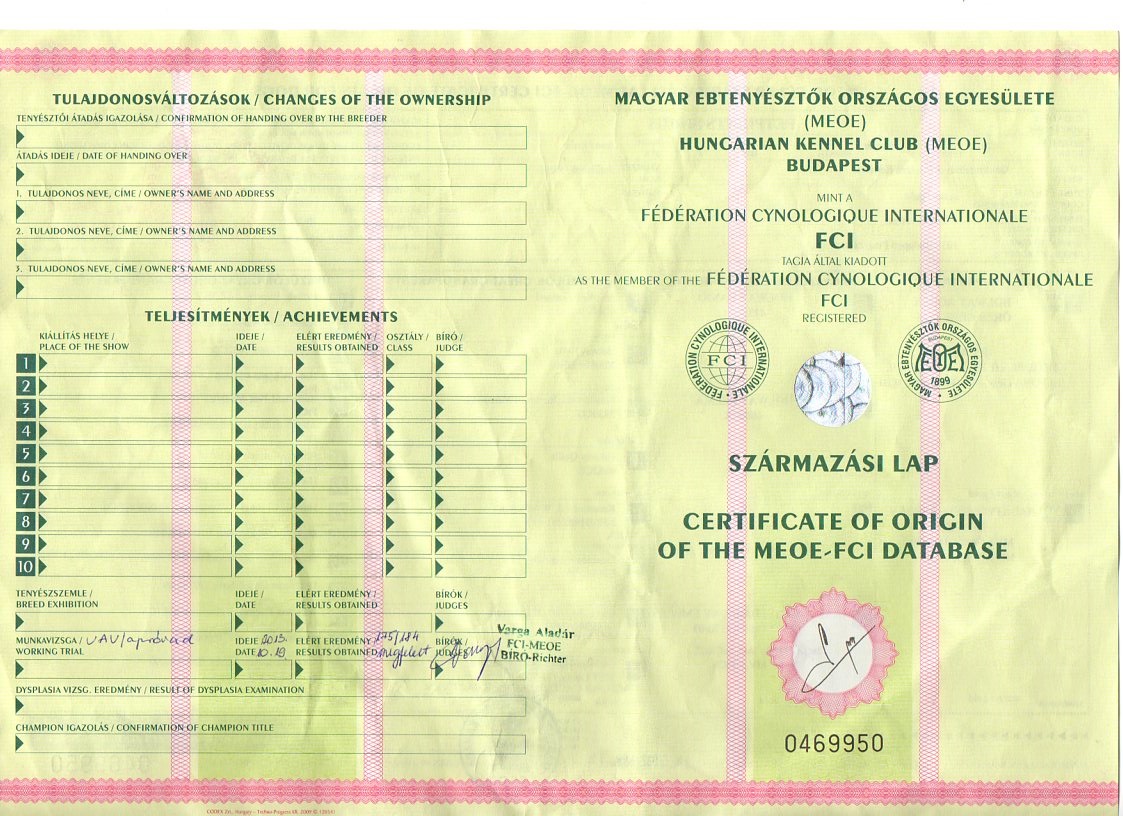 TULAJDONOSVÁLTOZÁSOK / CHANGES OF THE OWNERSHIP
TENYÉSZTŐI ÁTADÁS IGAZOLÁSA / CONFIRMATION OF HANDING OVER BY THE BREEDER
ÁTADÁS IDEJE / DATE OF HANDING OVER
1. TULAJDONOS NEVE, CÍME / OWNER'S NAME AND ADDRESS
2. TULAJDONOS NEVE, CÍME / OWNER'S NAME AND ADDRESS
3. TULAJDONOS NEVE, CÍME / OWNER'S NAME AND ADDRESS
TELJESÍTMÉNYEK / ACHIEVEMENTS
KIÁLLÍTÁS HELYE / PLACE OF THE SHOW
IDEJE / DATE
ELÉRT EREDMÉNY / RESULTS OBTAINED
OSZTÁLY / CLASS
BÍRÓ / JUDGE
1
2
3
4
5
6
7
8
9
10
TENYÉSZSZEMLE / BREED EXHIBITION
IDEJE / DATE
ELÉRT EREDMÉNY / RESULTS OBTAINED
BÍRÓK / JUDGES
MUNKAVIZSGA / WORKING TRIAL
VAV/apróvad
IDEJE / DATE
2013. 10.19
ELÉRT EREDMÉNY / RESULTS OBTAINED
megfelelt
BÍRÓK / JUDGES
Varga Aladár
FCI-MEOE
BÍRÓ-Richter
DYSPLASIA VIZSG. EREDMÉNY / RESULT OF DYSPLASIA EXAMINATION
CHAMPION IGAZOLÁS / CONFIRMATION OF CHAMPION TITLE
MAGYAR EBTENYÉSZTŐK ORSZÁGOS EGYESÜLETE
(MEOE)
HUNGARIAN KENNEL CLUB (MEOE)
BUDAPEST
MINT A
FÉDÉRATION CYNOLOGIQUE INTERNATIONALE
FCI
TAGJA ÁLTAL KIADOTT
AS THE MEMBER OF THE FÉDÉRATION CYNOLOGIQUE INTERNATIONALE
FCI
REGISTERED
FÉDÉRATION CYNOLOGIQUE INTERNATIONALE
FCI
MAGYAR EBTENYÉSZTŐK ORSZÁGOS EGYESÜLETE
BUDAPEST
MEOE
1899
SZÁRMAZÁSI LAP
CERTIFICATE OF ORIGIN
OF THE MEOE-FCI DATABASE
0469950